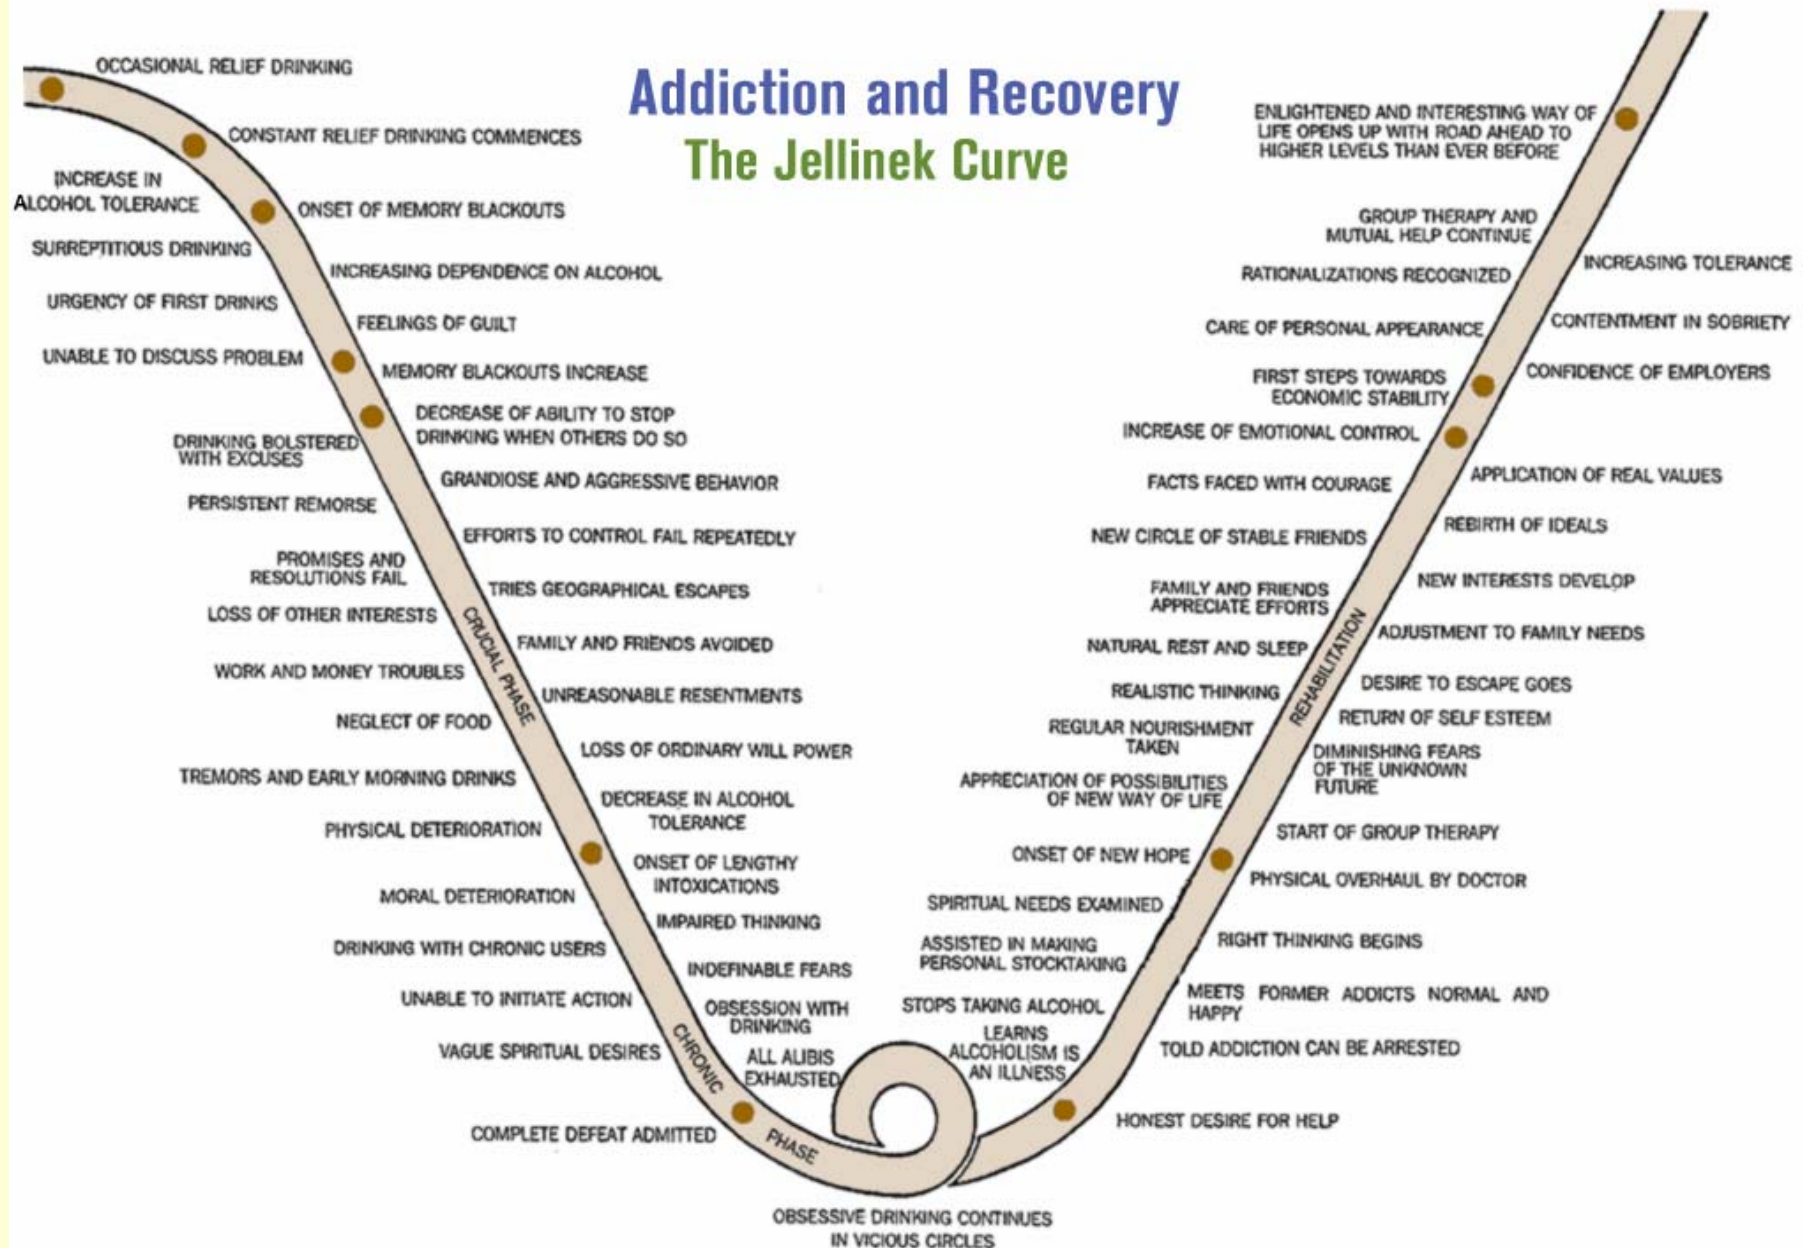 Addiction and Recovery
The Jellinek Curve
OCCASIONAL RELIEF DRINKING
CONSTANT RELIEF DRINKING COMMENCES
INCREASE IN
ALCOHOL TOLERANCE
ONSET OF MEMORY BLACKOUTS
SURREPTITIOUS DRINKING
INCREASING DEPENDENCE ON ALCOHOL
URGENCY OF FIRST DRINKS
FEELINGS OF GUILT
UNABLE TO DISCUSS PROBLEM
MEMORY BLACKOUTS INCREASE
DECREASE OF ABILITY TO STOP
DRINKING WHEN OTHERS DO SO
DRINKING BOLSTERED
WITH EXCUSES
GRANDIOSE AND AGGRESSIVE BEHAVIOR
PERSISTENT REMORSE
EFFORTS TO CONTROL FAIL REPEATEDLY
PROMISES AND
RESOLUTIONS FAIL
TRIES GEOGRAPHICAL ESCAPES
LOSS OF OTHER INTERESTS
CRUCIAL PHASE
FAMILY AND FRIENDS AVOIDED
WORK AND MONEY TROUBLES
UNREASONABLE RESENTMENTS
NEGLECT OF FOOD
LOSS OF ORDINARY WILL POWER
TREMORS AND EARLY MORNING DRINKS
DECREASE IN ALCOHOL
TOLERANCE
PHYSICAL DETERIORATION
ONSET OF LENGTHY
INTOXICATIONS
MORAL DETERIORATION
IMPAIRED THINKING
DRINKING WITH CHRONIC USERS
INDEFINABLE FEARS
UNABLE TO INITIATE ACTION
OBSESSION WITH
DRINKING
VAGUE SPIRITUAL DESIRES
CHRONIC
PHASE
ALL ALIBIS
EXHAUSTED
COMPLETE DEFEAT ADMITTED
OBSESSIVE DRINKING CONTINUES
IN VICIOUS CIRCLES
ENLIGHTENED AND INTERESTING WAY OF
LIFE OPENS UP WITH ROAD AHEAD TO
HIGHER LEVELS THAN EVER BEFORE
GROUP THERAPY AND
MUTUAL HELP CONTINUE
INCREASING TOLERANCE
RATIONALIZATIONS RECOGNIZED
CONTENTMENT IN SOBRIETY
CARE OF PERSONAL APPEARANCE
CONFIDENCE OF EMPLOYERS
FIRST STEPS TOWARDS
ECONOMIC STABILITY
INCREASE OF EMOTIONAL CONTROL
APPLICATION OF REAL VALUES
FACTS FACED WITH COURAGE
REBIRTH OF IDEALS
NEW CIRCLE OF STABLE FRIENDS
NEW INTERESTS DEVELOP
FAMILY AND FRIENDS
APPRECIATE EFFORTS
ADJUSTMENT TO FAMILY NEEDS
REHABILITATION
NATURAL REST AND SLEEP
DESIRE TO ESCAPE GOES
REALISTIC THINKING
RETURN OF SELF ESTEEM
REGULAR NOURISHMENT
TAKEN
DIMINISHING FEARS
OF THE UNKNOWN
FUTURE
APPRECIATION OF POSSIBILITIES
OF NEW WAY OF LIFE
START OF GROUP THERAPY
ONSET OF NEW HOPE
PHYSICAL OVERHAUL BY DOCTOR
SPIRITUAL NEEDS EXAMINED
RIGHT THINKING BEGINS
ASSISTED IN MAKING
PERSONAL STOCKTAKING
MEETS FORMER ADDICTS NORMAL AND
HAPPY
STOPS TAKING ALCOHOL
LEARNS
ALCOHOLISM IS
AN ILLNESS
TOLD ADDICTION CAN BE ARRESTED
HONEST DESIRE FOR HELP